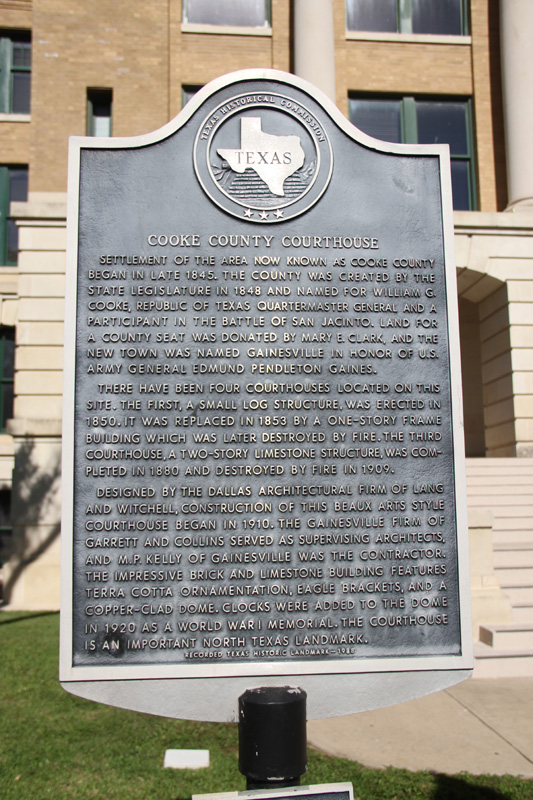 TEXAS HISTORICAL COMMISSION
TEXAS
COOKE COUNTY COURTHOUSE
SETTLEMENT OF THE AREA NOW KNOWN AS COOKE COUNTY
BEGAN IN LATE 1845. THE COUNTY WAS CREATED BY THE
STATE LEGISLATURE IN 1848 AND NAMED FOR WILLIAM G.
COOKE, REPUBLIC OF TEXAS QUARTERMASTER GENERAL AND A
PARTICIPANT IN THE BATTLE OF SAN JACINTO. LAND FOR
A COUNTY SEAT WAS DONATED BY MARY E. CLARK, AND THE
NEW TOWN WAS NAMED GAINESVILLE IN HONOR OF U.S.
ARMY GENERAL EDMUND PENDLETON GAINES.
THERE HAVE BEEN FOUR COURTHOUSES LOCATED ON THIS
SITE. THE FIRST, A SMALL LOG STRUCTURE, WAS ERECTED IN
1850. IT WAS REPLACED IN 1853 BY A ONE-STORY FRAME
BUILDING WHICH WAS LATER DESTROYED BY FIRE. THE THIRD
COURTHOUSE, A TWO-STORY LIMESTONE STRUCTURE, WAS COM-
PLETED IN 1880 AND DESTROYED BY FIRE IN 1909.
DESIGNED BY THE DALLAS ARCHITECTURAL FIRM OF LANG
AND WITCHELL, CONSTRUCTION OF THIS BEAUX ARTS STYLE
COURTHOUSE BEGAN IN 1910. THE GAINESVILLE FIRM OF
GARRETT AND COLLINS SERVED AS SUPERVISING ARCHITECTS,
AND M.P. KELLY OF GAINESVILLE WAS THE CONTRACTOR.
THE IMPRESSIVE BRICK AND LIMESTONE BUILDING FEATURES
TERRA COTTA ORNAMENTATION, EAGLE BRACKETS, AND A
COPPER-CLAD DOME. CLOCKS WERE ADDED TO THE DOME
IN 1920 AS A WORLD WAR I MEMORIAL. THE COURTHOUSE
IS AN IMPORTANT NORTH TEXAS LANDMARK.
RECORDED TEXAS HISTORIC LANDMARK-